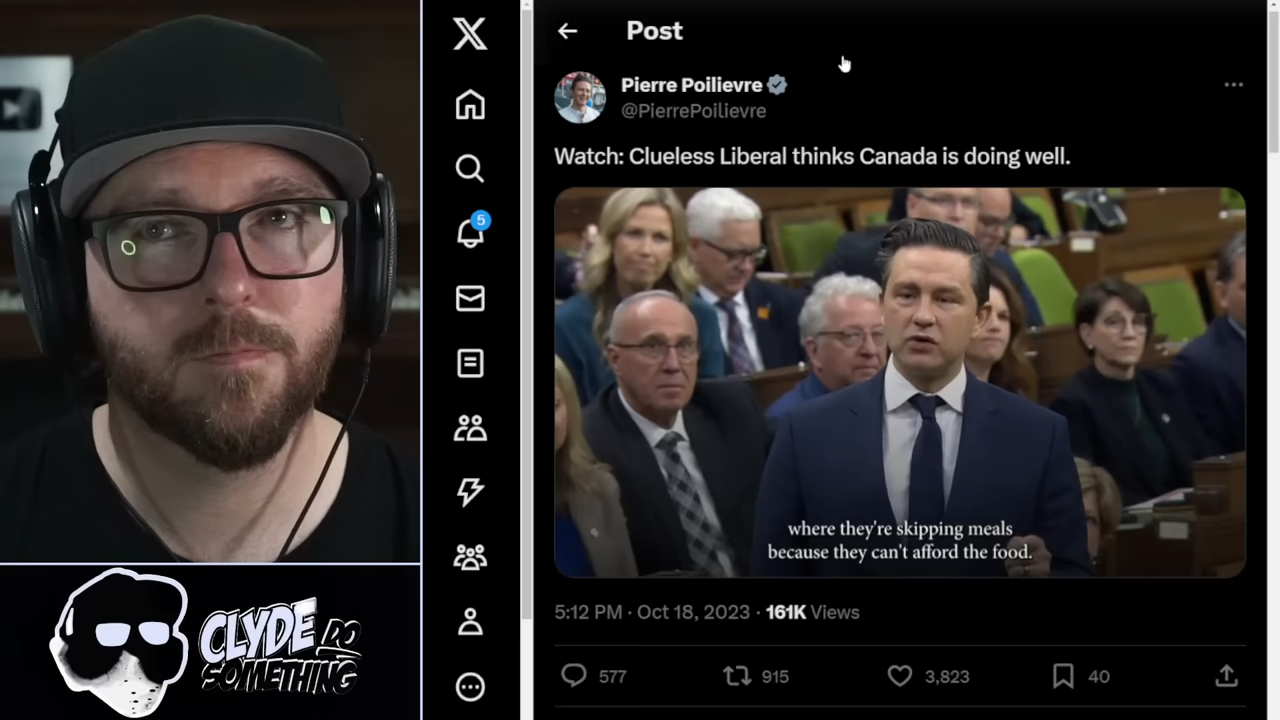 5
Post
Pierre Poilievre
@PierrePoilievre
Watch: Clueless Liberal thinks Canada is doing well.
where they're skipping meals
because they can't afford the food.
5:12 PM · Oct 18, 2023 · 161K Views
577 915 3,823 40
CLYDE DO
SOMETHING